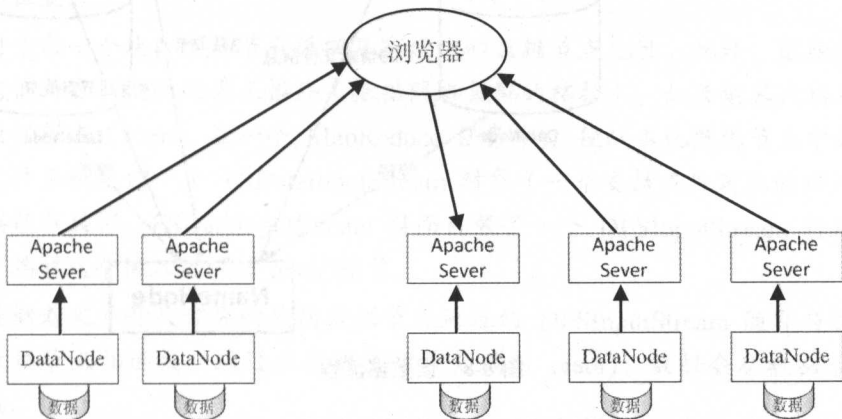 浏览器
Apache
Sever
Apache
Sever
Apache
Sever
Apache
Sever
Apache
Sever
DataNode
DataNode
DataNode
DataNode
DataNode
数据
数据
数据
数据
数据